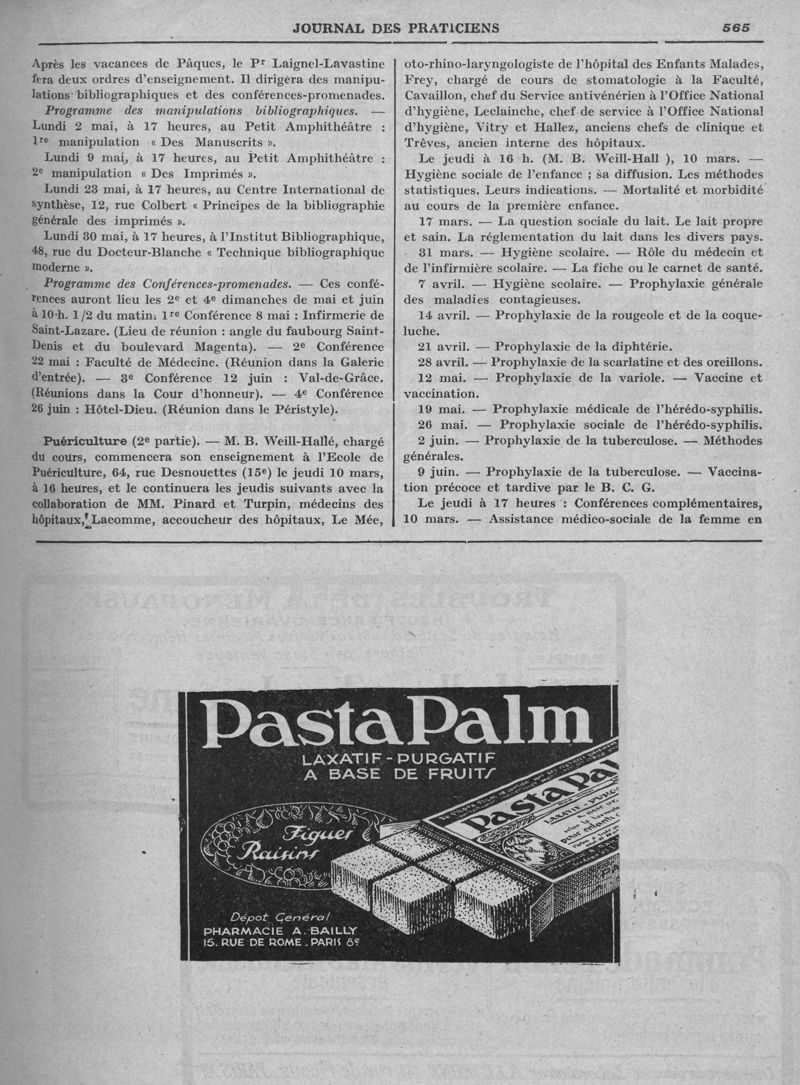 JOURNAL DES PRATICIENS
565
Après les vacances de Pâques, le Pr Laignel-Lavastine
fera deux ordres d'enseignement. Il dirigera des manipu-
lations bibliographiques et des conférences-promenades.
Programme des manipulations bibliographiques. —
Lundi 2 mai, à 17 heures, au Petit Amphithéâtre :
1re manipulation « Des Manuscrits ».
Lundi 9 mai, à 17 heures, au Petit Amphithéâtre :
2e manipulation « Des Imprimés ».
Lundi 23 mai, à 17 heures, au Centre International de
synthèse, 12, rue Colbert « Principes de la bibliographie
générale des imprimés ».
Lundi 30 mai, à 17 heures, à l'Institut Bibliographique,
48, rue du Docteur-Blanche « Technique bibliographique
moderne ».
Programme des Conférences-promenades. — Ces confé-
rences auront lieu les 2e et 4e dimanches de mai et juin
à 10 h. 1/2 du matin. 1re Conférence 8 mai : Infirmerie de
Saint-Lazare. (Lieu de réunion : angle du faubourg Saint-
Denis et du boulevard Magenta). — 2e Conférence
22 mai : Faculté de Médecine. (Réunion dans la Galerie
d'entrée). — 3e Conférence 12 juin : Val-de-Grâce.
(Réunions dans la Cour d'honneur). — 4e Conférence
26 juin : Hôtel-Dieu. (Réunion dans le Péristyle).
Puériculture (2e partie). — M. B. Weill-Hallé, chargé
du cours, commencera son enseignement à l'Ecole de
Puériculture, 64, rue Desnouettes (15e) le jeudi 10 mars,
à 16 heures, et le continuera les jeudis suivants avec la
collaboration de MM. Pinard et Turpin, médecins des
hôpitaux, Lacomme, accoucheur des hôpitaux, Le Mée,
oto-rhino-laryngologiste de l'hôpital des Enfants Malades,
Frey, chargé de cours de stomatologie à la Faculté,
Cavaillon, chef du Service antivénérien à l'Office National
d'hygiène, Leclainche, chef de service à l'Office National
d'hygiène, Vitry et Hallez, anciens chefs de clinique et
Trêves, ancien interne des hôpitaux.
Le jeudi à 16 h. (M. B. Weill-Hall ), 10 mars. —
Hygiène sociale de l'enfance ; sa diffusion. Les méthodes
statistiques. Leurs indications. — Mortalité et morbidité
au cours de la première enfance.
17 mars. — La question sociale du lait. Le lait propre
et sain. La réglementation du lait dans les divers pays.
31 mars. — Hygiène scolaire. — Rôle du médecin et
de l'infirmière scolaire. — La fiche ou le carnet de santé.
7 avril. — Hygiène scolaire. — Prophylaxie générale
des maladies contagieuses.
14 avril. — Prophylaxie de la rougeole et de la coque-
luche.
21 avril. — Prophylaxie de la diphtérie.
28 avril. — Prophylaxie de la scarlatine et des oreillons.
12 mai. — Prophylaxie de la variole. — Vaccine et
vaccination.
19 mai. — Prophylaxie médicale de l'hérédo-syphilis.
26 mai. — Prophylaxie sociale de l'hérédo-syphilis.
2 juin. — Prophylaxie de la tuberculose. — Méthodes
générales.
9 juin. — Prophylaxie de la tuberculose. — Vaccina-
tion précoce et tardive par le B. C. G.
Le jeudi à 17 heures : Conférences complémentaires,
10 mars. — Assistance médico-sociale de la femme en
PastaPalm
LAXATIF - PURGATIF
A BASE DE FRUITS
Figues
Raisins
PastaPal
LAXATIF - PURG
Dépot Général
PHARMACIE A. BAILLY
15. RUE DE ROME. PARIS 8e